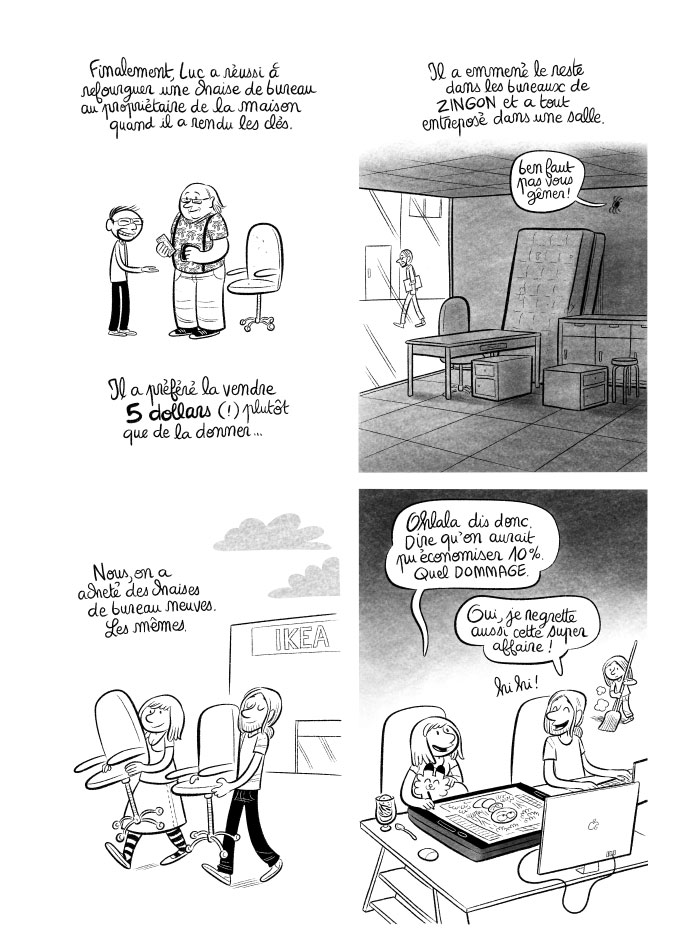 Finalement, Luc a réussi à
refourguer une chaise de bureau
au propriétaire de la maison
quand il a rendu les clés.
Il a préféré la vendre
5 dollars (!) plutôt
que de la donner...
Il a emmené le reste
dans les bureaux de
ZINGON et a tout
entreposé dans une salle.
ben faut
pas vous
gêner!
Nous, on a
acheté des chaises
de bureau neuves.
Les mêmes.
IKEA
Ohlala dis donc.
Dire qu'on aurait
pu économiser 10%.
Quel DOMMAGE.
Oui, je regrette
aussi cette super
affaire!
hi hi!